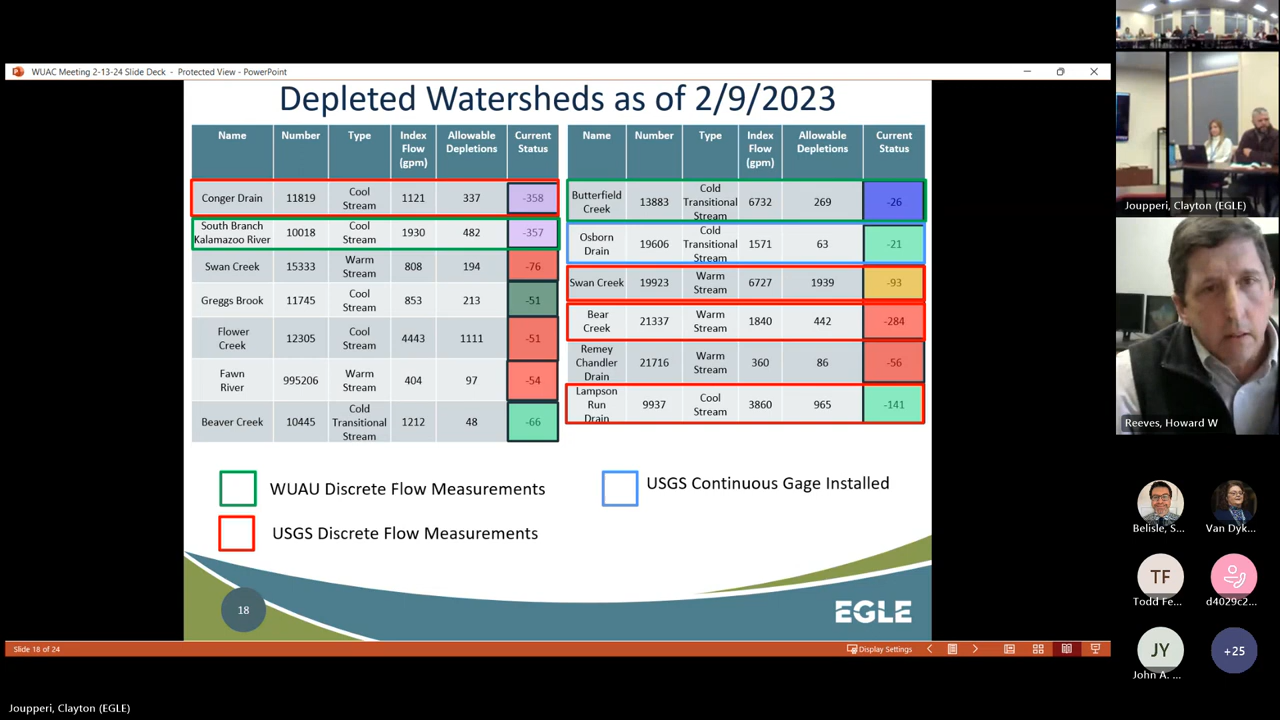 WUAC Meeting 2-13-24 Slide Deck - Protected View - PowerPoint
Depleted Watersheds as of 2/9/2023
Name Number Type Index Flow (gpm) Allowable Depletions Current Status
Conger Drain 11819 Cool Stream 1121 337 -358
South Branch Kalamazoo River 10018 Cool Stream 1930 482 -357
Swan Creek 15333 Warm Stream 808 194 -76
Greggs Brook 11745 Cool Stream 853 213 -51
Flower Creek 12305 Cool Stream 4443 1111 -51
Fawn River 995206 Warm Stream 404 97 -54
Beaver Creek 10445 Cold Transitional Stream 1212 48 -66
Name Number Type Index Flow (gpm) Allowable Depletions Current Status
Butterfield Creek 13883 Cold Transitional Stream 6732 269 -26
Osborn Drain 19606 Cold Transitional Stream 1571 63 -21
Swan Creek 19923 Warm Stream 6727 1939 -93
Bear Creek 21337 Warm Stream 1840 442 -284
Remey Chandler Drain 21716 Warm Stream 360 86 -56
Lampson Run Drain 9937 Cool Stream 3860 965 -141
WUAU Discrete Flow Measurements
USGS Continuous Gage Installed
USGS Discrete Flow Measurements
18
EGLE
Slide 18 of 24
Display Settings
Joupperi, Clayton (EGLE)
Reeves, Howard W
Belisle, S...
Van Dyk...
TF
Todd Fe...
d4029c2...
JY
John A. ...
+25
Joupperi, Clayton (EGLE)